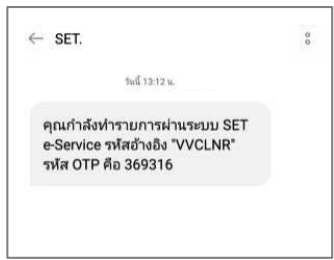 SET.
วันนี้ 13:12 น.
คุณกำลังทำรายการผ่านระบบ SET
e-Service รหัสอ้างอิง "VVCLNR"
รหัส OTP คือ 369316